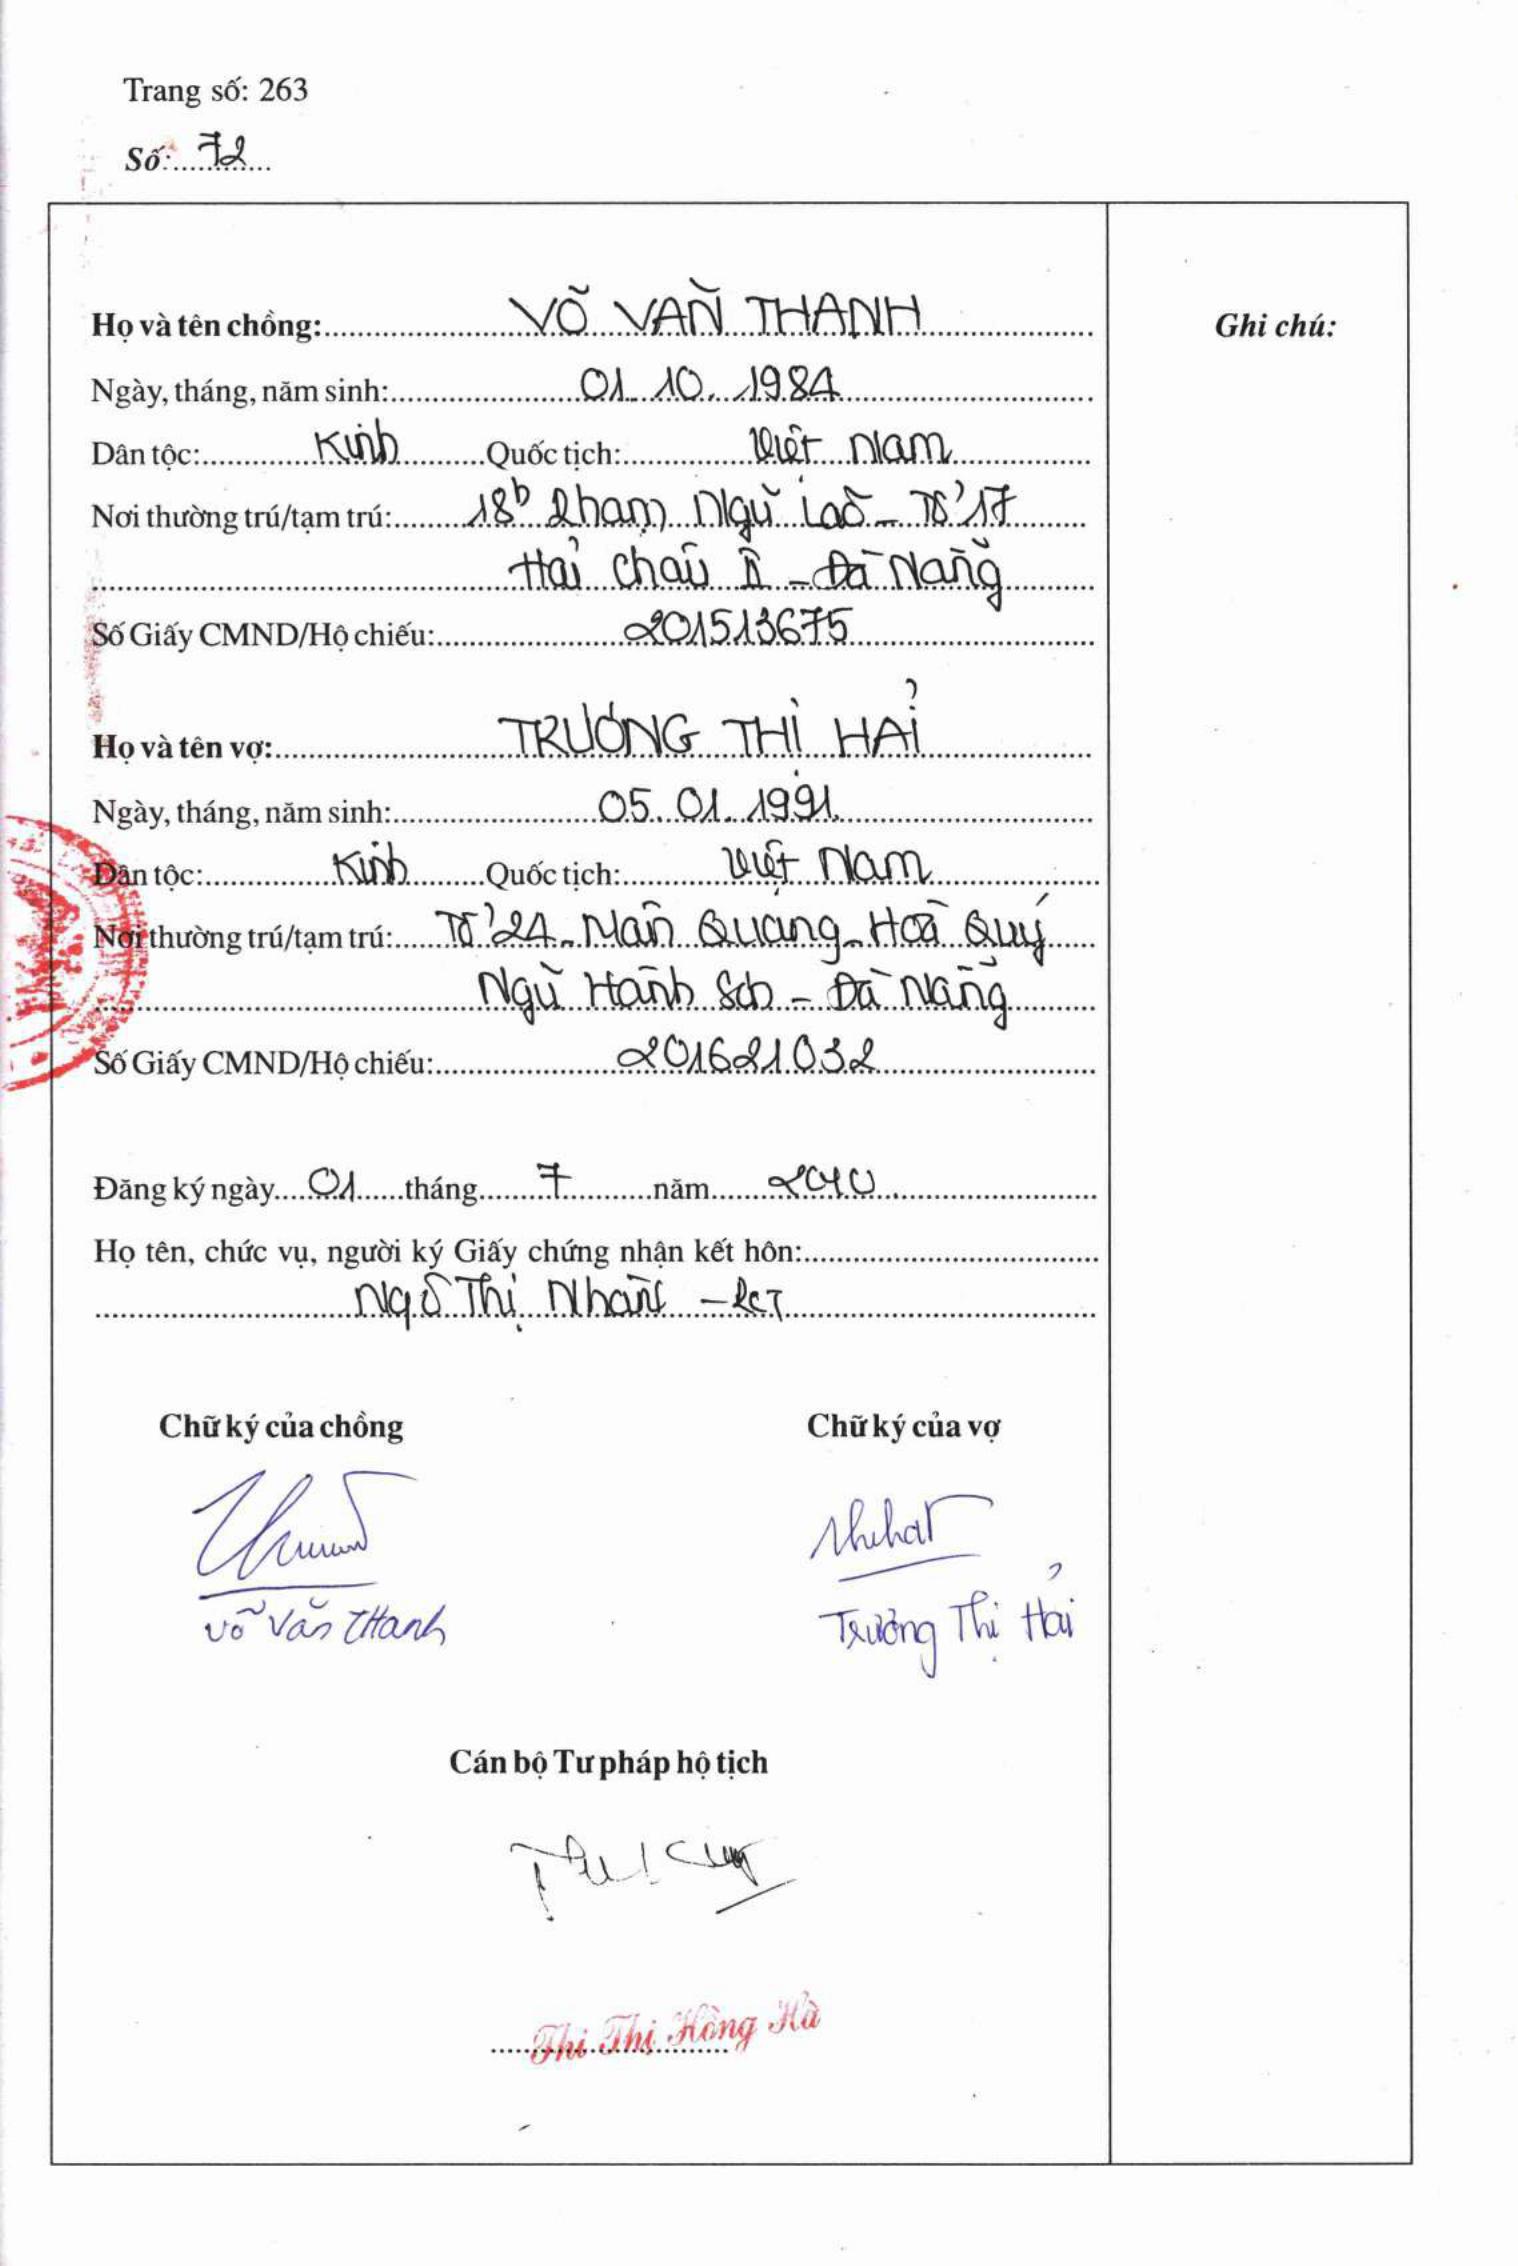 Trang số: 263
Số: 72
Họ và tên chồng: VÕ VĂN THANH
Ghi chú:
Ngày, tháng, năm sinh: 01.10.1984
Dân tộc: Kinh Quốc tịch: Việt Nam
Nơi thường trú/tạm trú: 18b Phạm Ngũ Lão - Tổ 17
Hải Châu II - Đà Nẵng
Số Giấy CMND/Hộ chiếu: 201513675
Họ và tên vợ: TRƯƠNG THỊ HẢI
Ngày, tháng, năm sinh: 05.01.1991
Dân tộc: Kinh Quốc tịch: Việt Nam
Nơi thường trú/tạm trú: Tổ 24 - Mân Quang - Hoà Quý
Ngũ Hành Sơn - Đà Nẵng
Số Giấy CMND/Hộ chiếu: 201621032
Đăng ký ngày 01 tháng 7 năm 2010
Họ tên, chức vụ, người ký Giấy chứng nhận kết hôn:
Ngô Thị Nhàn - PCT
Chữ ký của chồng Chữ ký của vợ
Võ Văn Thanh Trương Thị Hải
Cán bộ Tư pháp hộ tịch
Thi Thị Hồng Hà